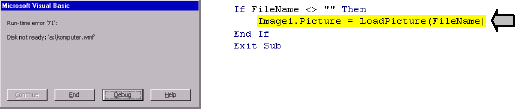 Microsoft Visual Basic
Run-time error '71':
Disk not ready; 'a:\komputer.wmf'
Continue End Debug Help
If FileName <> "" Then
Image1.Picture = LoadPicture(FileName)
End If
Exit Sub